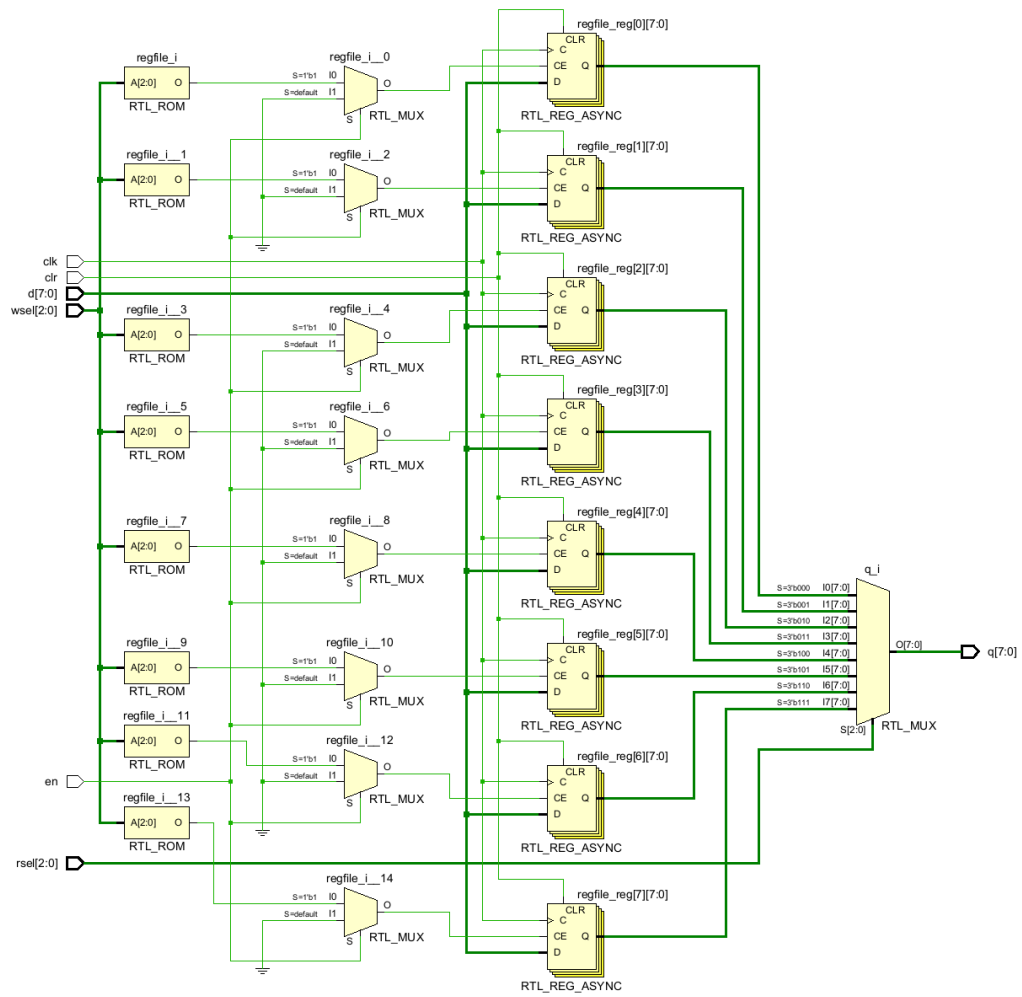 regfile_i
A[2:0] O
RTL_ROM
regfile_i__0
S=1'b1 I0
S=default I1
S
O
RTL_MUX
regfile_reg[0][7:0]
CLR
C
CE Q
D
RTL_REG_ASYNC
regfile_i__1
A[2:0] O
RTL_ROM
regfile_i__2
S=1'b1 I0
S=default I1
S
O
RTL_MUX
regfile_reg[1][7:0]
CLR
C
CE Q
D
RTL_REG_ASYNC
clk
clr
d[7:0]
wsel[2:0]
regfile_i__3
A[2:0] O
RTL_ROM
regfile_i__4
S=1'b1 I0
S=default I1
S
O
RTL_MUX
regfile_reg[2][7:0]
CLR
C
CE Q
D
RTL_REG_ASYNC
regfile_i__5
A[2:0] O
RTL_ROM
regfile_i__6
S=1'b1 I0
S=default I1
S
O
RTL_MUX
regfile_reg[3][7:0]
CLR
C
CE Q
D
RTL_REG_ASYNC
regfile_i__7
A[2:0] O
RTL_ROM
regfile_i__8
S=1'b1 I0
S=default I1
S
O
RTL_MUX
regfile_reg[4][7:0]
CLR
C
CE Q
D
RTL_REG_ASYNC
regfile_i__9
A[2:0] O
RTL_ROM
regfile_i__10
S=1'b1 I0
S=default I1
S
O
RTL_MUX
regfile_reg[5][7:0]
CLR
C
CE Q
D
RTL_REG_ASYNC
regfile_i__11
A[2:0] O
RTL_ROM
regfile_i__12
S=1'b1 I0
S=default I1
S
O
RTL_MUX
regfile_reg[6][7:0]
CLR
C
CE Q
D
RTL_REG_ASYNC
en
regfile_i__13
A[2:0] O
RTL_ROM
rsel[2:0]
regfile_i__14
S=1'b1 I0
S=default I1
S
O
RTL_MUX
regfile_reg[7][7:0]
CLR
C
CE Q
D
RTL_REG_ASYNC
q_i
S=3'b000 I0[7:0]
S=3'b001 I1[7:0]
S=3'b010 I2[7:0]
S=3'b011 I3[7:0]
S=3'b100 I4[7:0]
S=3'b101 I5[7:0]
S=3'b110 I6[7:0]
S=3'b111 I7[7:0]
S[2:0]
O[7:0]
RTL_MUX
q[7:0]